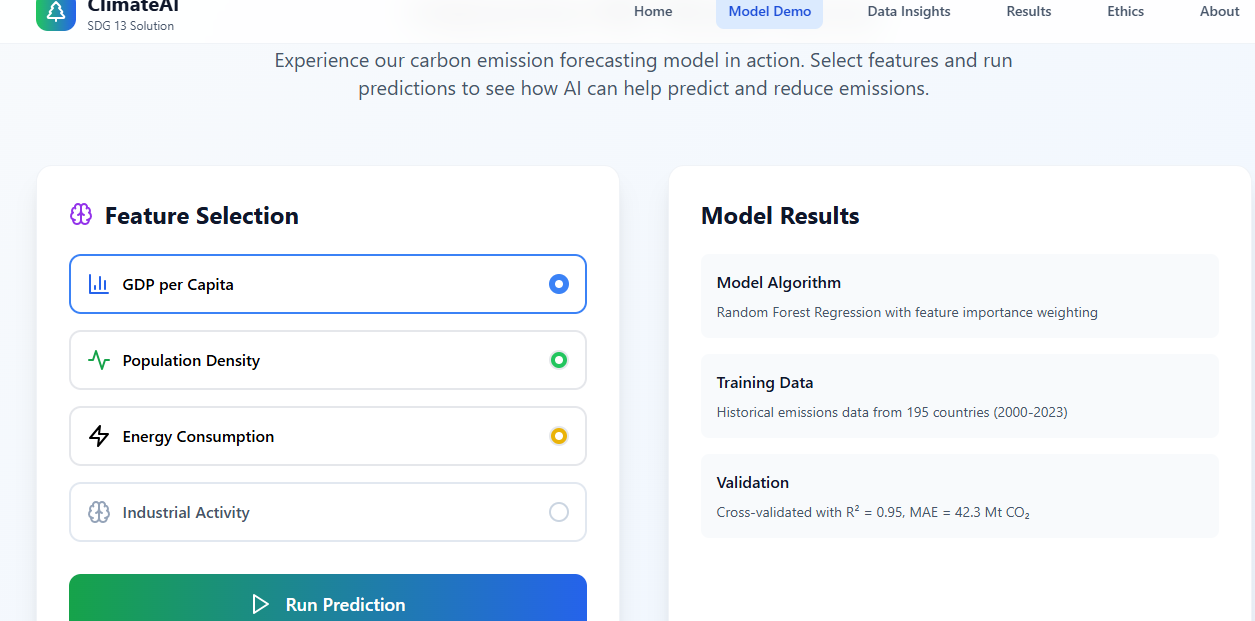 ClimateAI
SDG 13 Solution
Home
Model Demo
Data Insights
Results
Ethics
About
Experience our carbon emission forecasting model in action. Select features and run
predictions to see how AI can help predict and reduce emissions.
Feature Selection
GDP per Capita
Population Density
Energy Consumption
Industrial Activity
Run Prediction
Model Results
Model Algorithm
Random Forest Regression with feature importance weighting
Training Data
Historical emissions data from 195 countries (2000-2023)
Validation
Cross-validated with R² = 0.95, MAE = 42.3 Mt CO₂